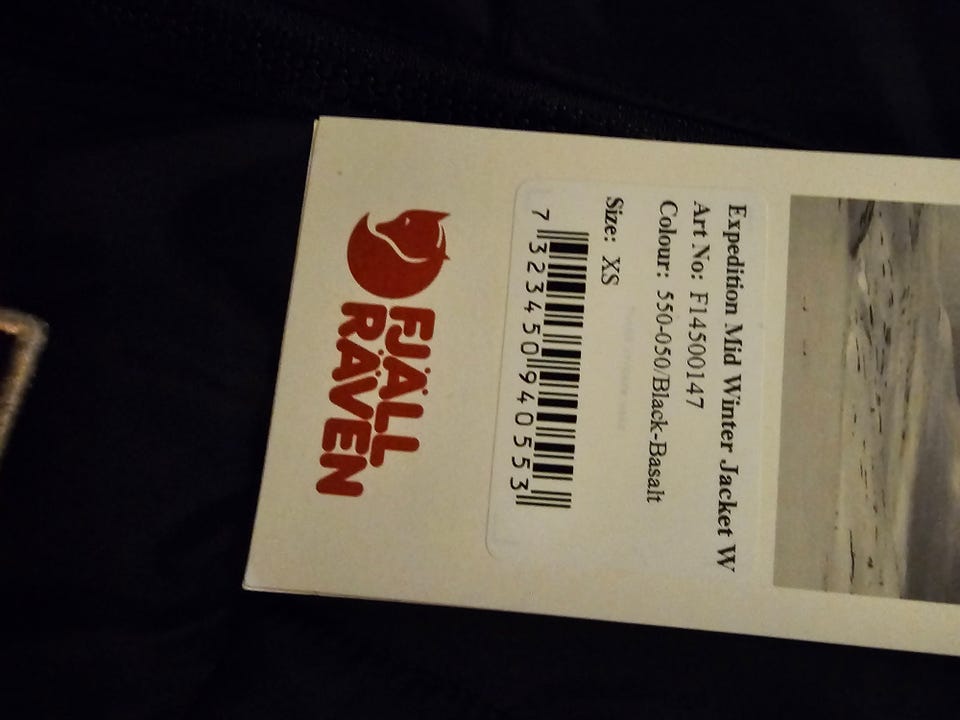 Expedition Mid Winter Jacket W
Art No: F14500147
Colour: 550-050/Black-Basalt
Size: XS
7 323450 940553
FJÄLL
RÄVEN